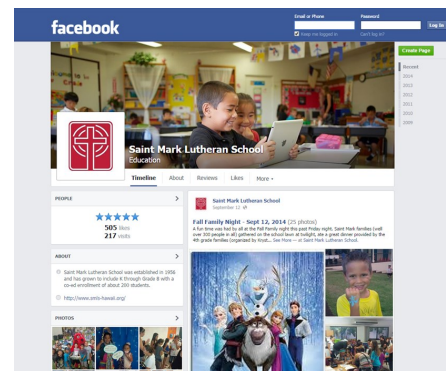 facebook
Email or Phone
Password
Log In
Keep me logged in
Can't log in?
Create Page
Recent
2014
2013
2012
2011
2010
2009
Saint Mark Lutheran School
Education
Timeline
About
Reviews
Likes
More
PEOPLE
505 likes
217 visits
ABOUT
Saint Mark Lutheran School was established in 1956
and has grown to include K through Grade 8 with a
co-ed enrollment of about 200 students.
http://www.smls-hawaii.org/
PHOTOS
Saint Mark Lutheran School
September 12
Fall Family Night - Sept 12, 2014 (25 photos)
A fun time was had by all at the Fall Family night this past Friday night. Saint Mark families (well
over 300 people in all) gathered on the school lawn at twilight, ate a great dinner provided by the
4th grade families (organized by ... See More — at Saint Mark Lutheran School.